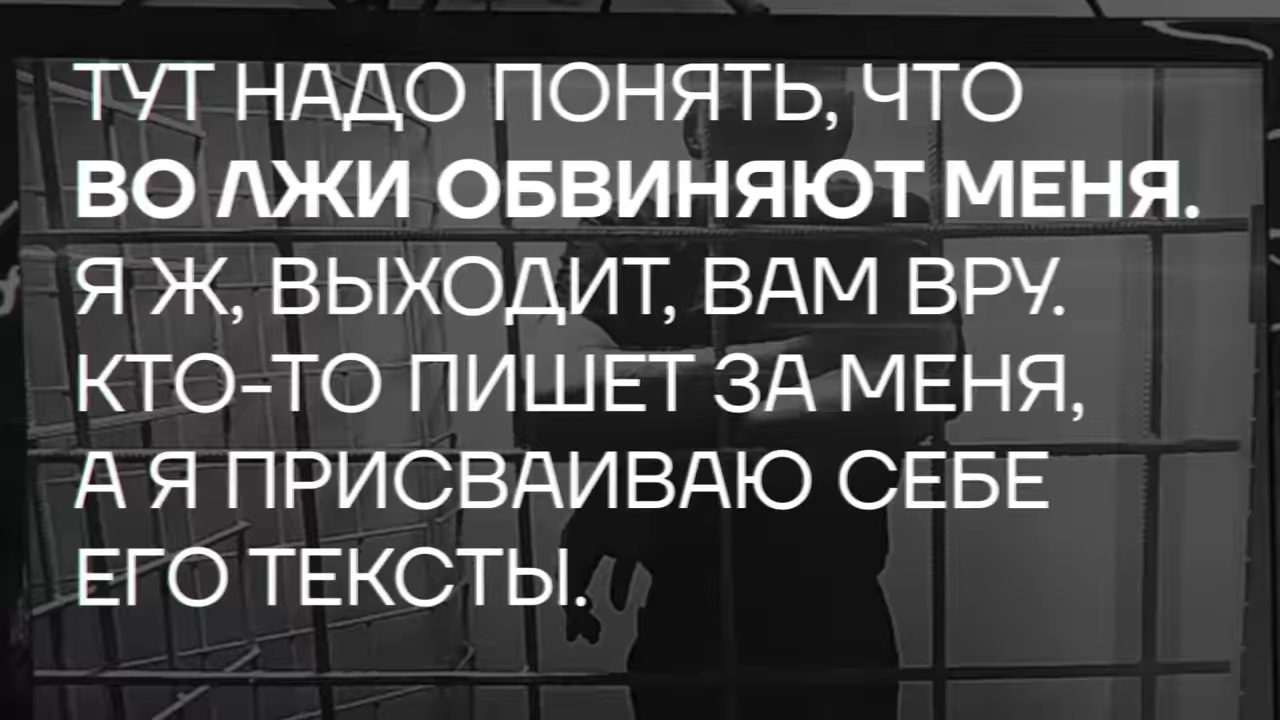 ТУТ НАДО ПОНЯТЬ, ЧТО
ВО ЛЖИ ОБВИНЯЮТ МЕНЯ.
Я Ж, ВЫХОДИТ, ВАМ ВРУ.
КТО-ТО ПИШЕТ ЗА МЕНЯ,
А Я ПРИСВАИВАЮ СЕБЕ
ЕГО ТЕКСТЫ.